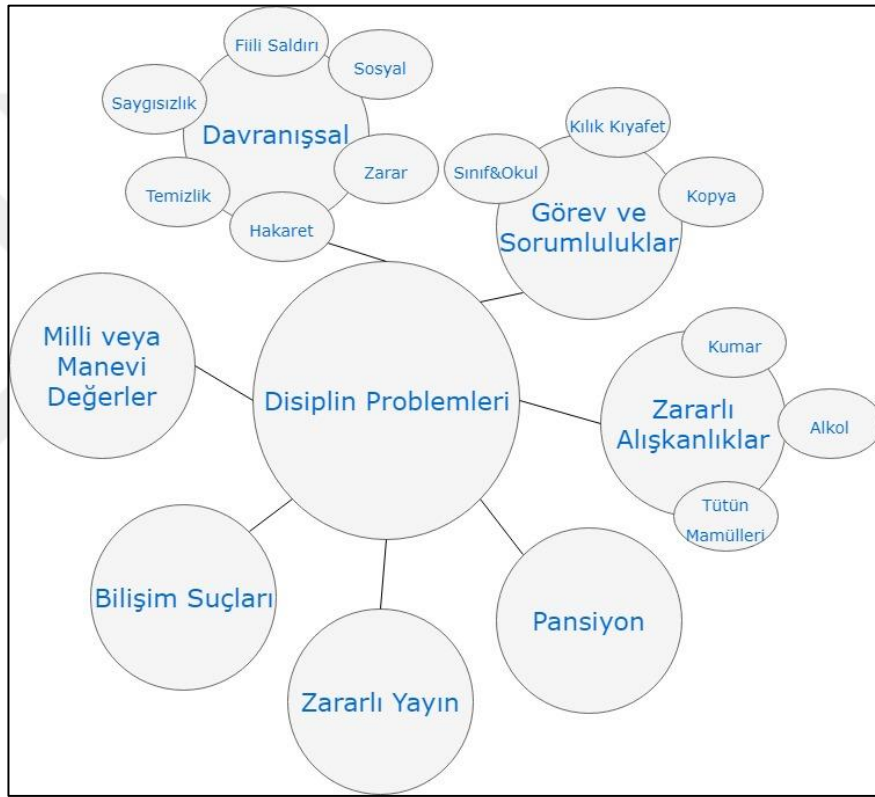 Fiili Saldırı
Sosyal
Saygısızlık
Davranışsal
Zarar
Temizlik
Hakaret
Kılık Kıyafet
Sınıf&Okul
Kopya
Görev ve
Sorumluluklar
Milli veya
Manevi
Değerler
Disiplin Problemleri
Kumar
Zararlı
Alışkanlıklar
Alkol
Tütün
Mamülleri
Bilişim Suçları
Pansiyon
Zararlı Yayın